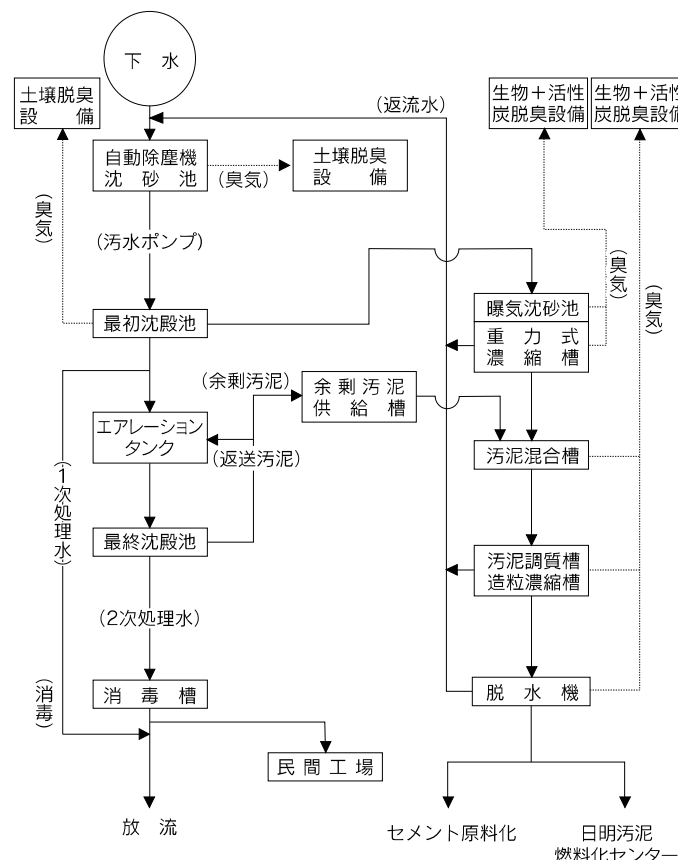 下水
土壌脱臭
設備
生物+活性
炭脱臭設備
生物+活性
炭脱臭設備
(返流水)
自動除塵機
沈砂池
(臭気)
土壌脱臭
設備
(臭気)
(汚水ポンプ)
(臭気)
(臭気)
曝気沈砂池
重力式
濃縮槽
最初沈殿池
(余剰汚泥)
余剰汚泥
供給槽
エアレーション
タンク
(返送汚泥)
汚泥混合槽
(1次処理水)
最終沈殿池
汚泥調質槽
造粒濃縮槽
(2次処理水)
(消毒)
消毒槽
脱水機
民間工場
放流
セメント原料化
日明汚泥
燃料化センター